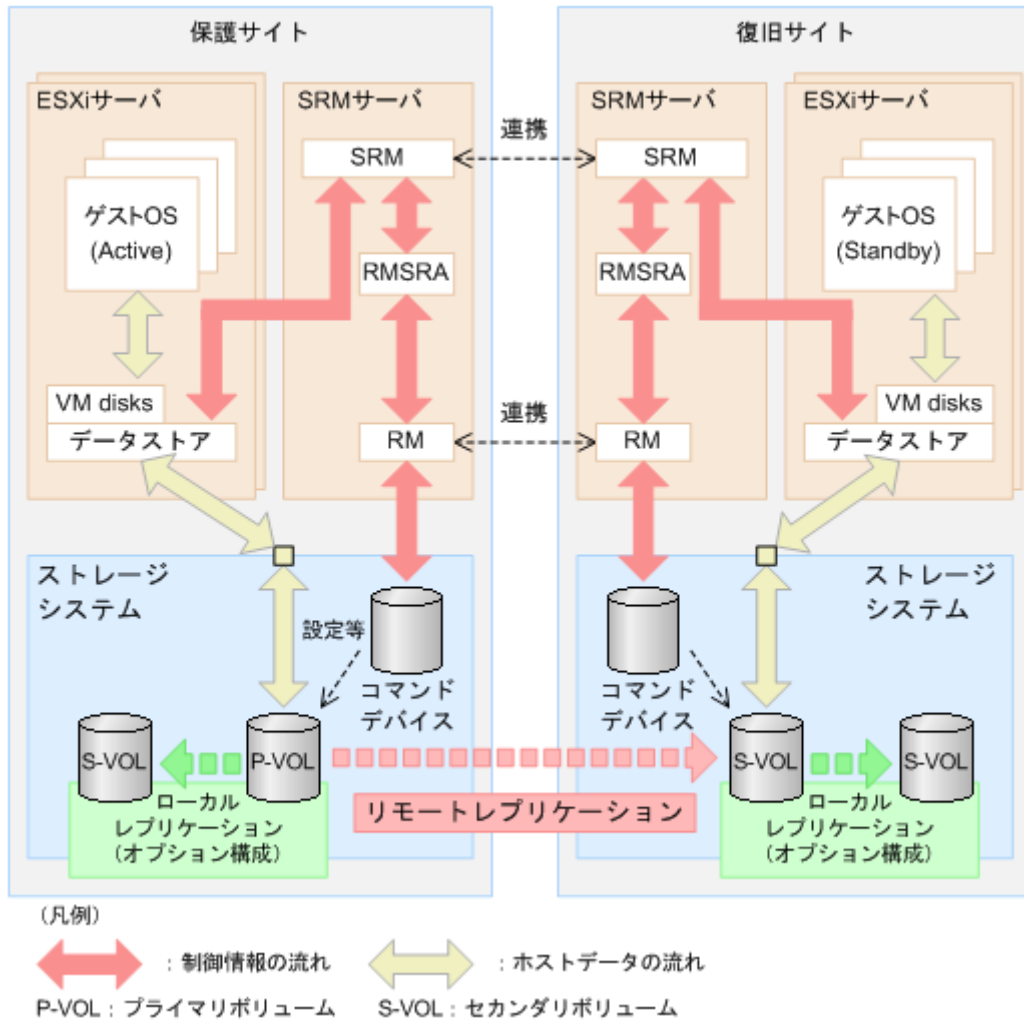 保護サイト
ESXiサーバ
SRMサーバ
ゲストOS
(Active)
SRM
RMSRA
VM disks
データストア
RM
連携
連携
復旧サイト
SRMサーバ
ESXiサーバ
SRM
ゲストOS
(Standby)
RMSRA
VM disks
RM
データストア
ストレージ
システム
設定等
コマンド
デバイス
S-VOL
P-VOL
ローカル
レプリケーション
(オプション構成)
リモートレプリケーション
ストレージ
システム
コマンド
デバイス
S-VOL
S-VOL
ローカル
レプリケーション
(オプション構成)
(凡例)
：制御情報の流れ
：ホストデータの流れ
P-VOL：プライマリボリューム
S-VOL：セカンダリボリューム